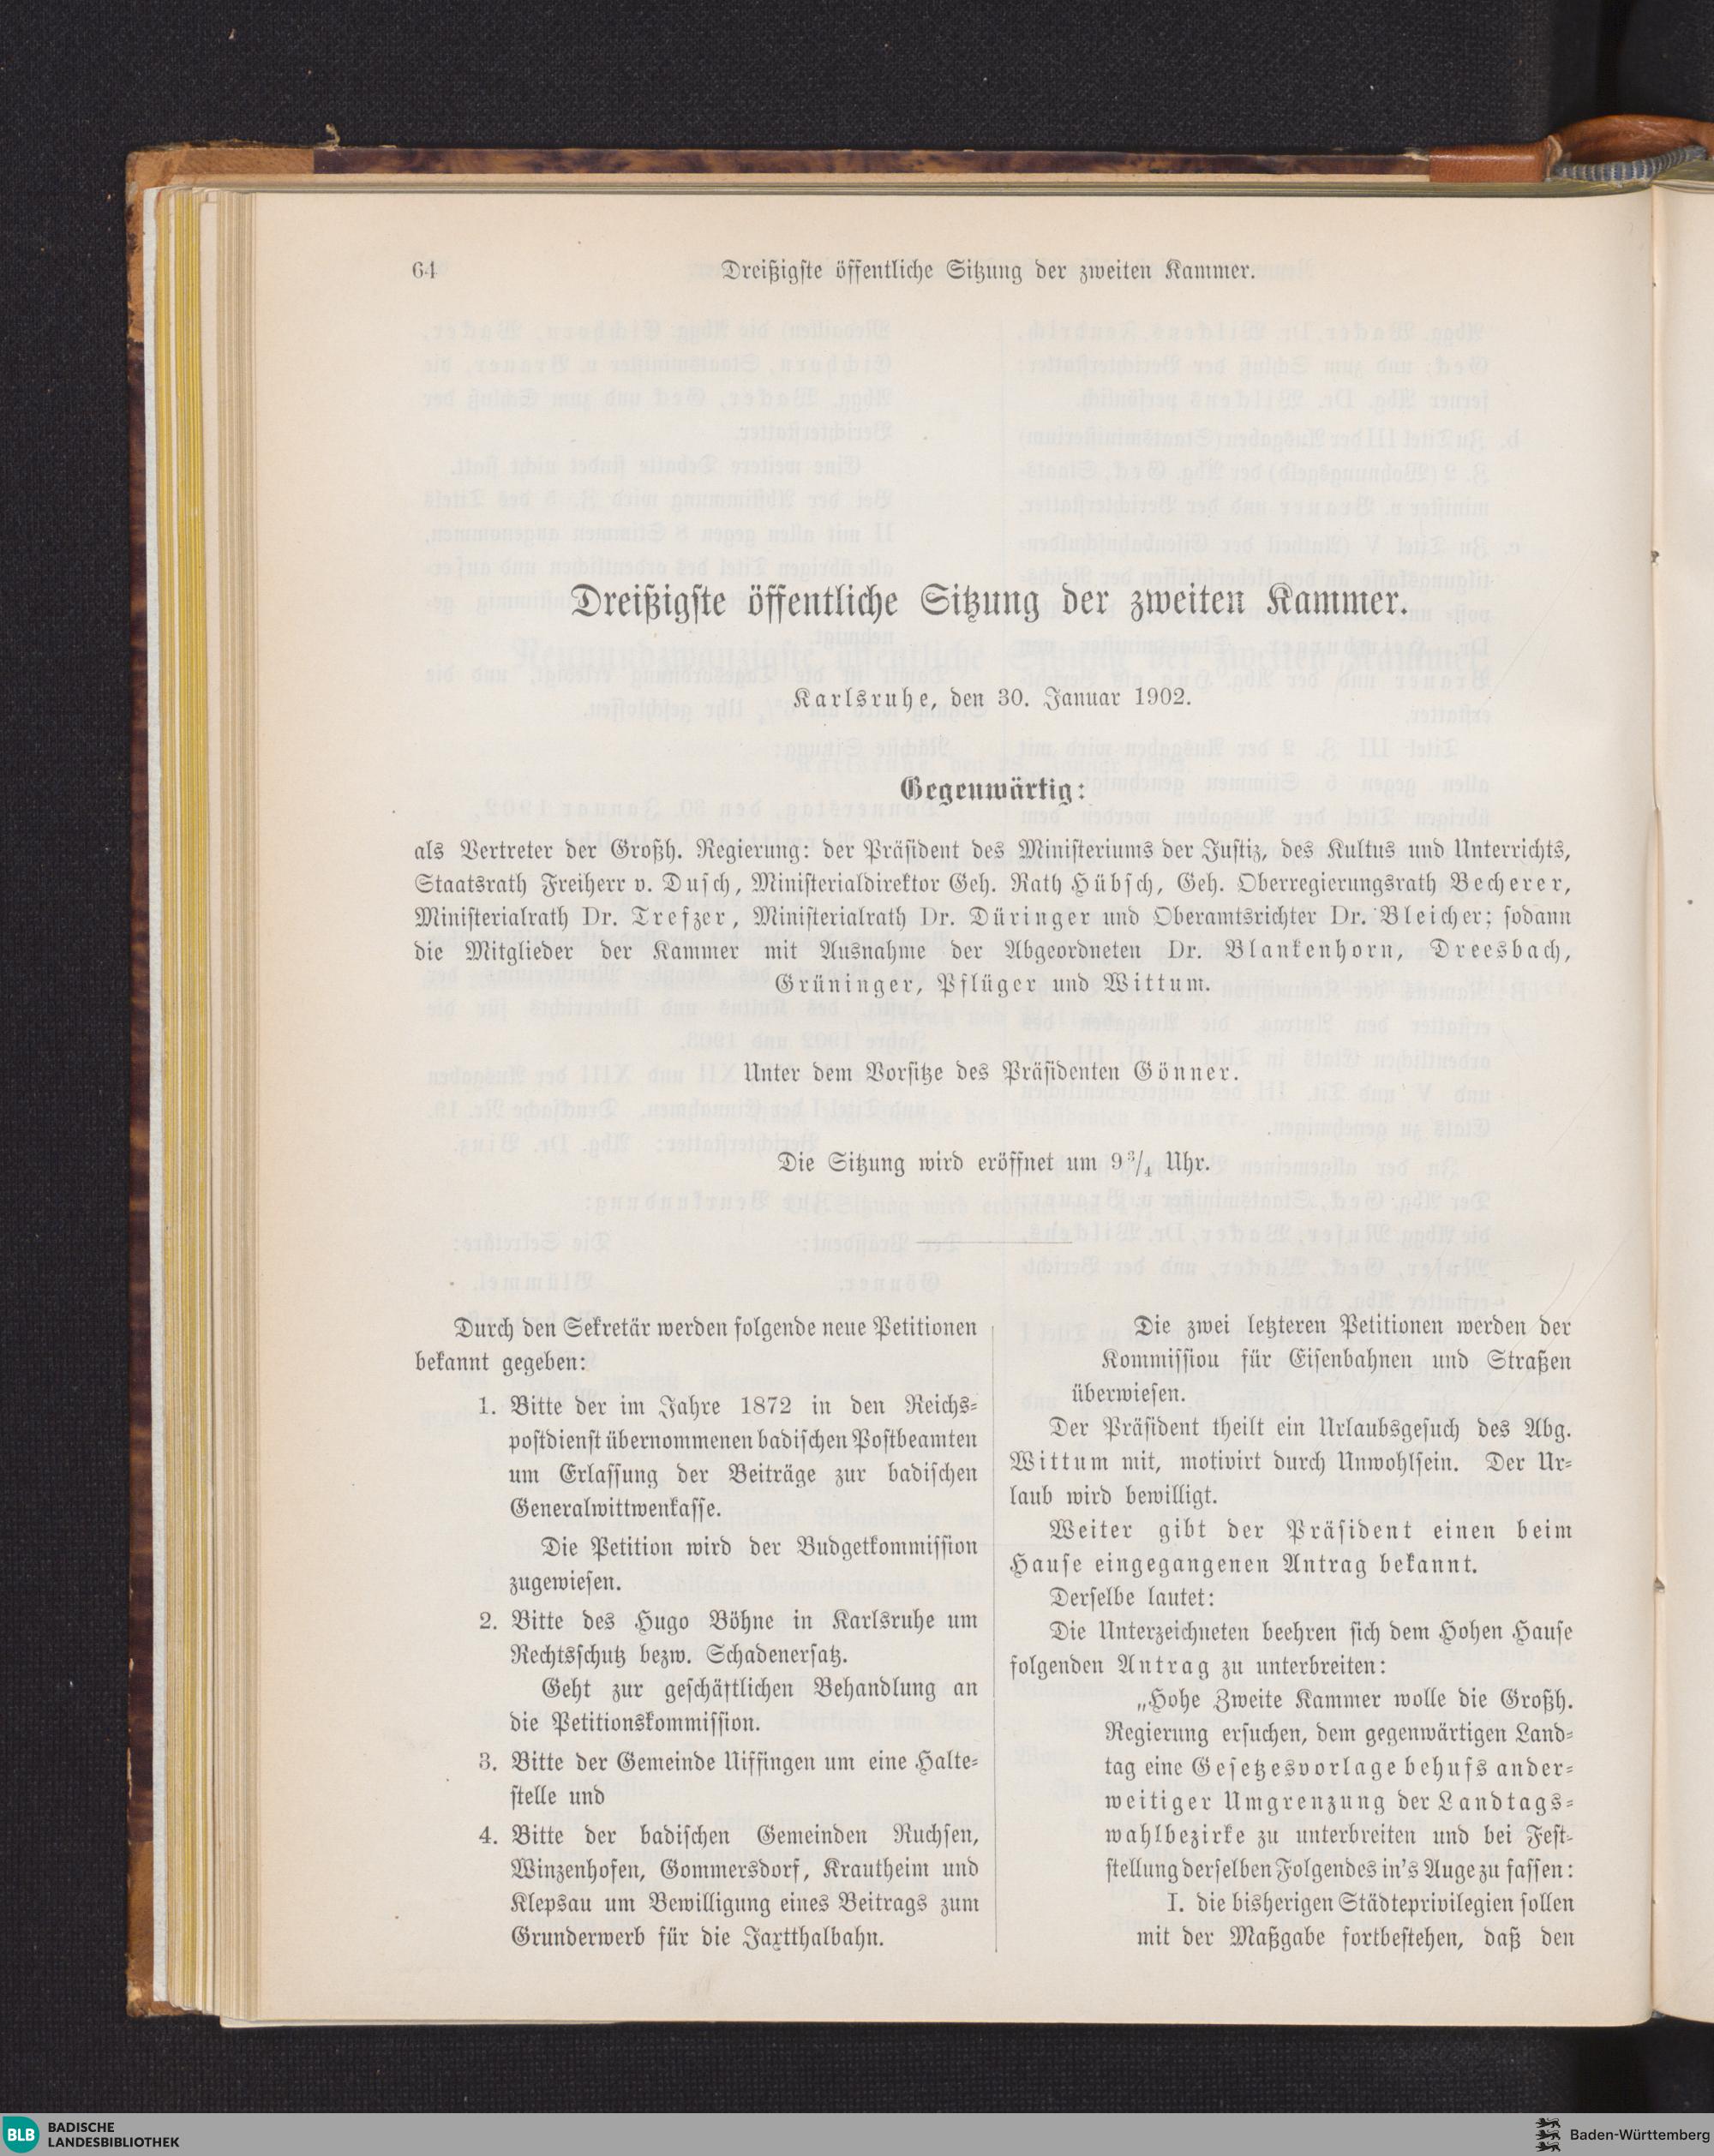 64
Dreißigste öffentliche Sitzung der zweiten Kammer.
Dreißigste öffentliche Sitzung der zweiten Kammer.
Karlsruhe, den 30. Januar 1902.
Gegenwärtig:
als Vertreter der Großh. Regierung: der Präsident des Ministeriums der Justiz, des Kultus und Unterrichts,
Staatsrath Freiherr v. Dusch, Ministerialdirektor Geh. Rath Hübsch, Geh. Oberregierungsrath Becherer,
Ministerialrath Dr. Trefzer, Ministerialrath Dr. Düringer und Oberamtsrichter Dr. Bleicher; sodann
die Mitglieder der Kammer mit Ausnahme der Abgeordneten Dr. Blankenhorn, Dreesbach,
Grüninger, Pflüger und Wittum.
Unter dem Vorsitze des Präsidenten Gönner.
Die Sitzung wird eröffnet um 9 3/4 Uhr.
Durch den Sekretär werden folgende neue Petitionen
bekannt gegeben:
1. Bitte der im Jahre 1872 in den Reichs-
postdienst übernommenen badischen Postbeamten
um Erlassung der Beiträge zur badischen
Generalwittwenkasse.
Die Petition wird der Budgetkommission
zugewiesen.
2. Bitte des Hugo Böhne in Karlsruhe um
Rechtsschutz bezw. Schadenersatz.
Geht zur geschäftlichen Behandlung an
die Petitionskommission.
3. Bitte der Gemeinde Uiffingen um eine Halte-
stelle und
4. Bitte der badischen Gemeinden Ruchsen,
Winzenhofen, Gommersdorf, Krautheim und
Klepsau um Bewilligung eines Beitrags zum
Grunderwerb für die Jaxtthalbahn.
Die zwei letzteren Petitionen werden der
Kommission für Eisenbahnen und Straßen
überwiesen.
Der Präsident theilt ein Urlaubsgesuch des Abg.
Wittum mit, motivirt durch Unwohlsein. Der Ur-
laub wird bewilligt.
Weiter gibt der Präsident einen beim
Hause eingegangenen Antrag bekannt.
Derselbe lautet:
Die Unterzeichneten beehren sich dem Hohen Hause
folgenden Antrag zu unterbreiten:
„Hohe Zweite Kammer wolle die Großh.
Regierung ersuchen, dem gegenwärtigen Land-
tag eine Gesetzesvorlage behufs ander-
weitiger Umgrenzung der Landtags-
wahlbezirke zu unterbreiten und bei Fest-
stellung derselben Folgendes in's Auge zu fassen:
I. die bisherigen Städteprivilegien sollen
mit der Maßgabe fortbestehen, daß den
BLB BADISCHE
LANDESBIBLIOTHEK
Baden-Württemberg